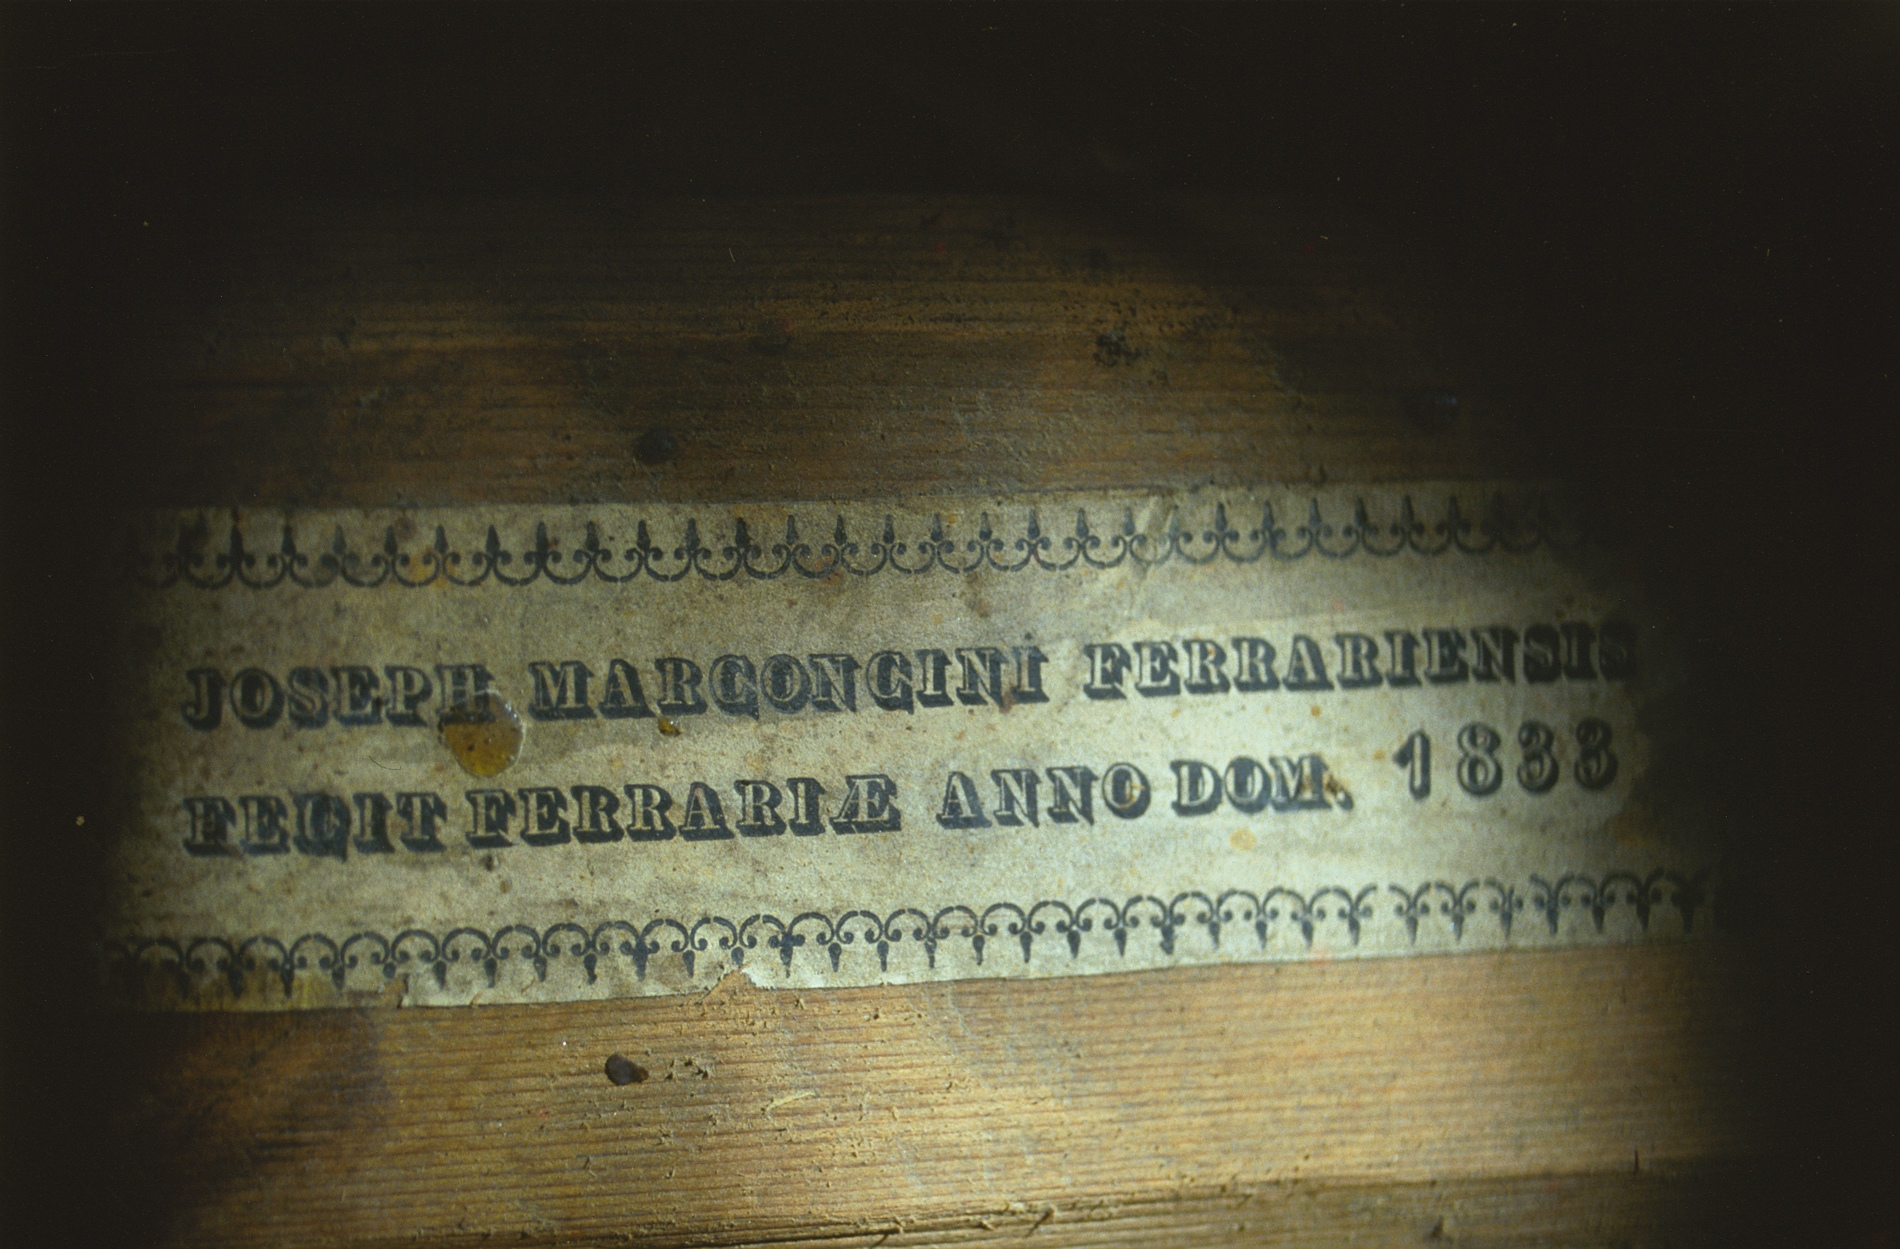 JOSEPH MARCONCINI FERRARIENSIS
FECIT FERRARIÆ ANNO DOM. 1833